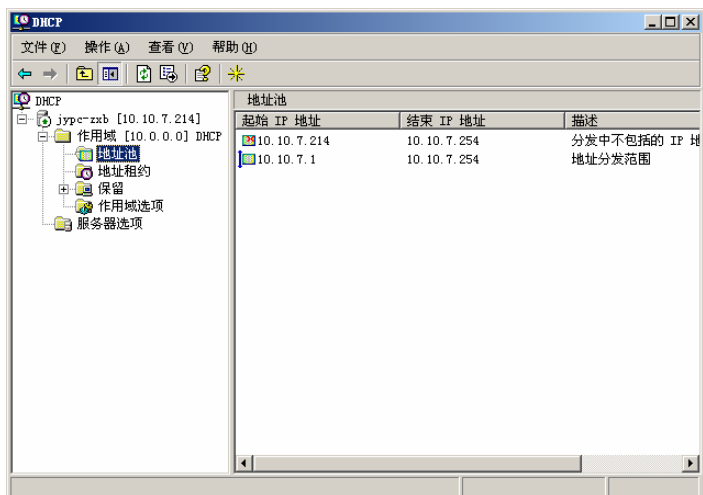 DHCP
文件(F) 操作(A) 查看(V) 帮助(H)
DHCP
jypc-zxb [10.10.7.214]
作用域 [10.0.0.0] DHCP
地址池
地址租约
保留
作用域选项
服务器选项
地址池
起始 IP 地址 结束 IP 地址 描述
10.10.7.214 10.10.7.254 分发中不包括的 IP 地
10.10.7.1 10.10.7.254 地址分发范围